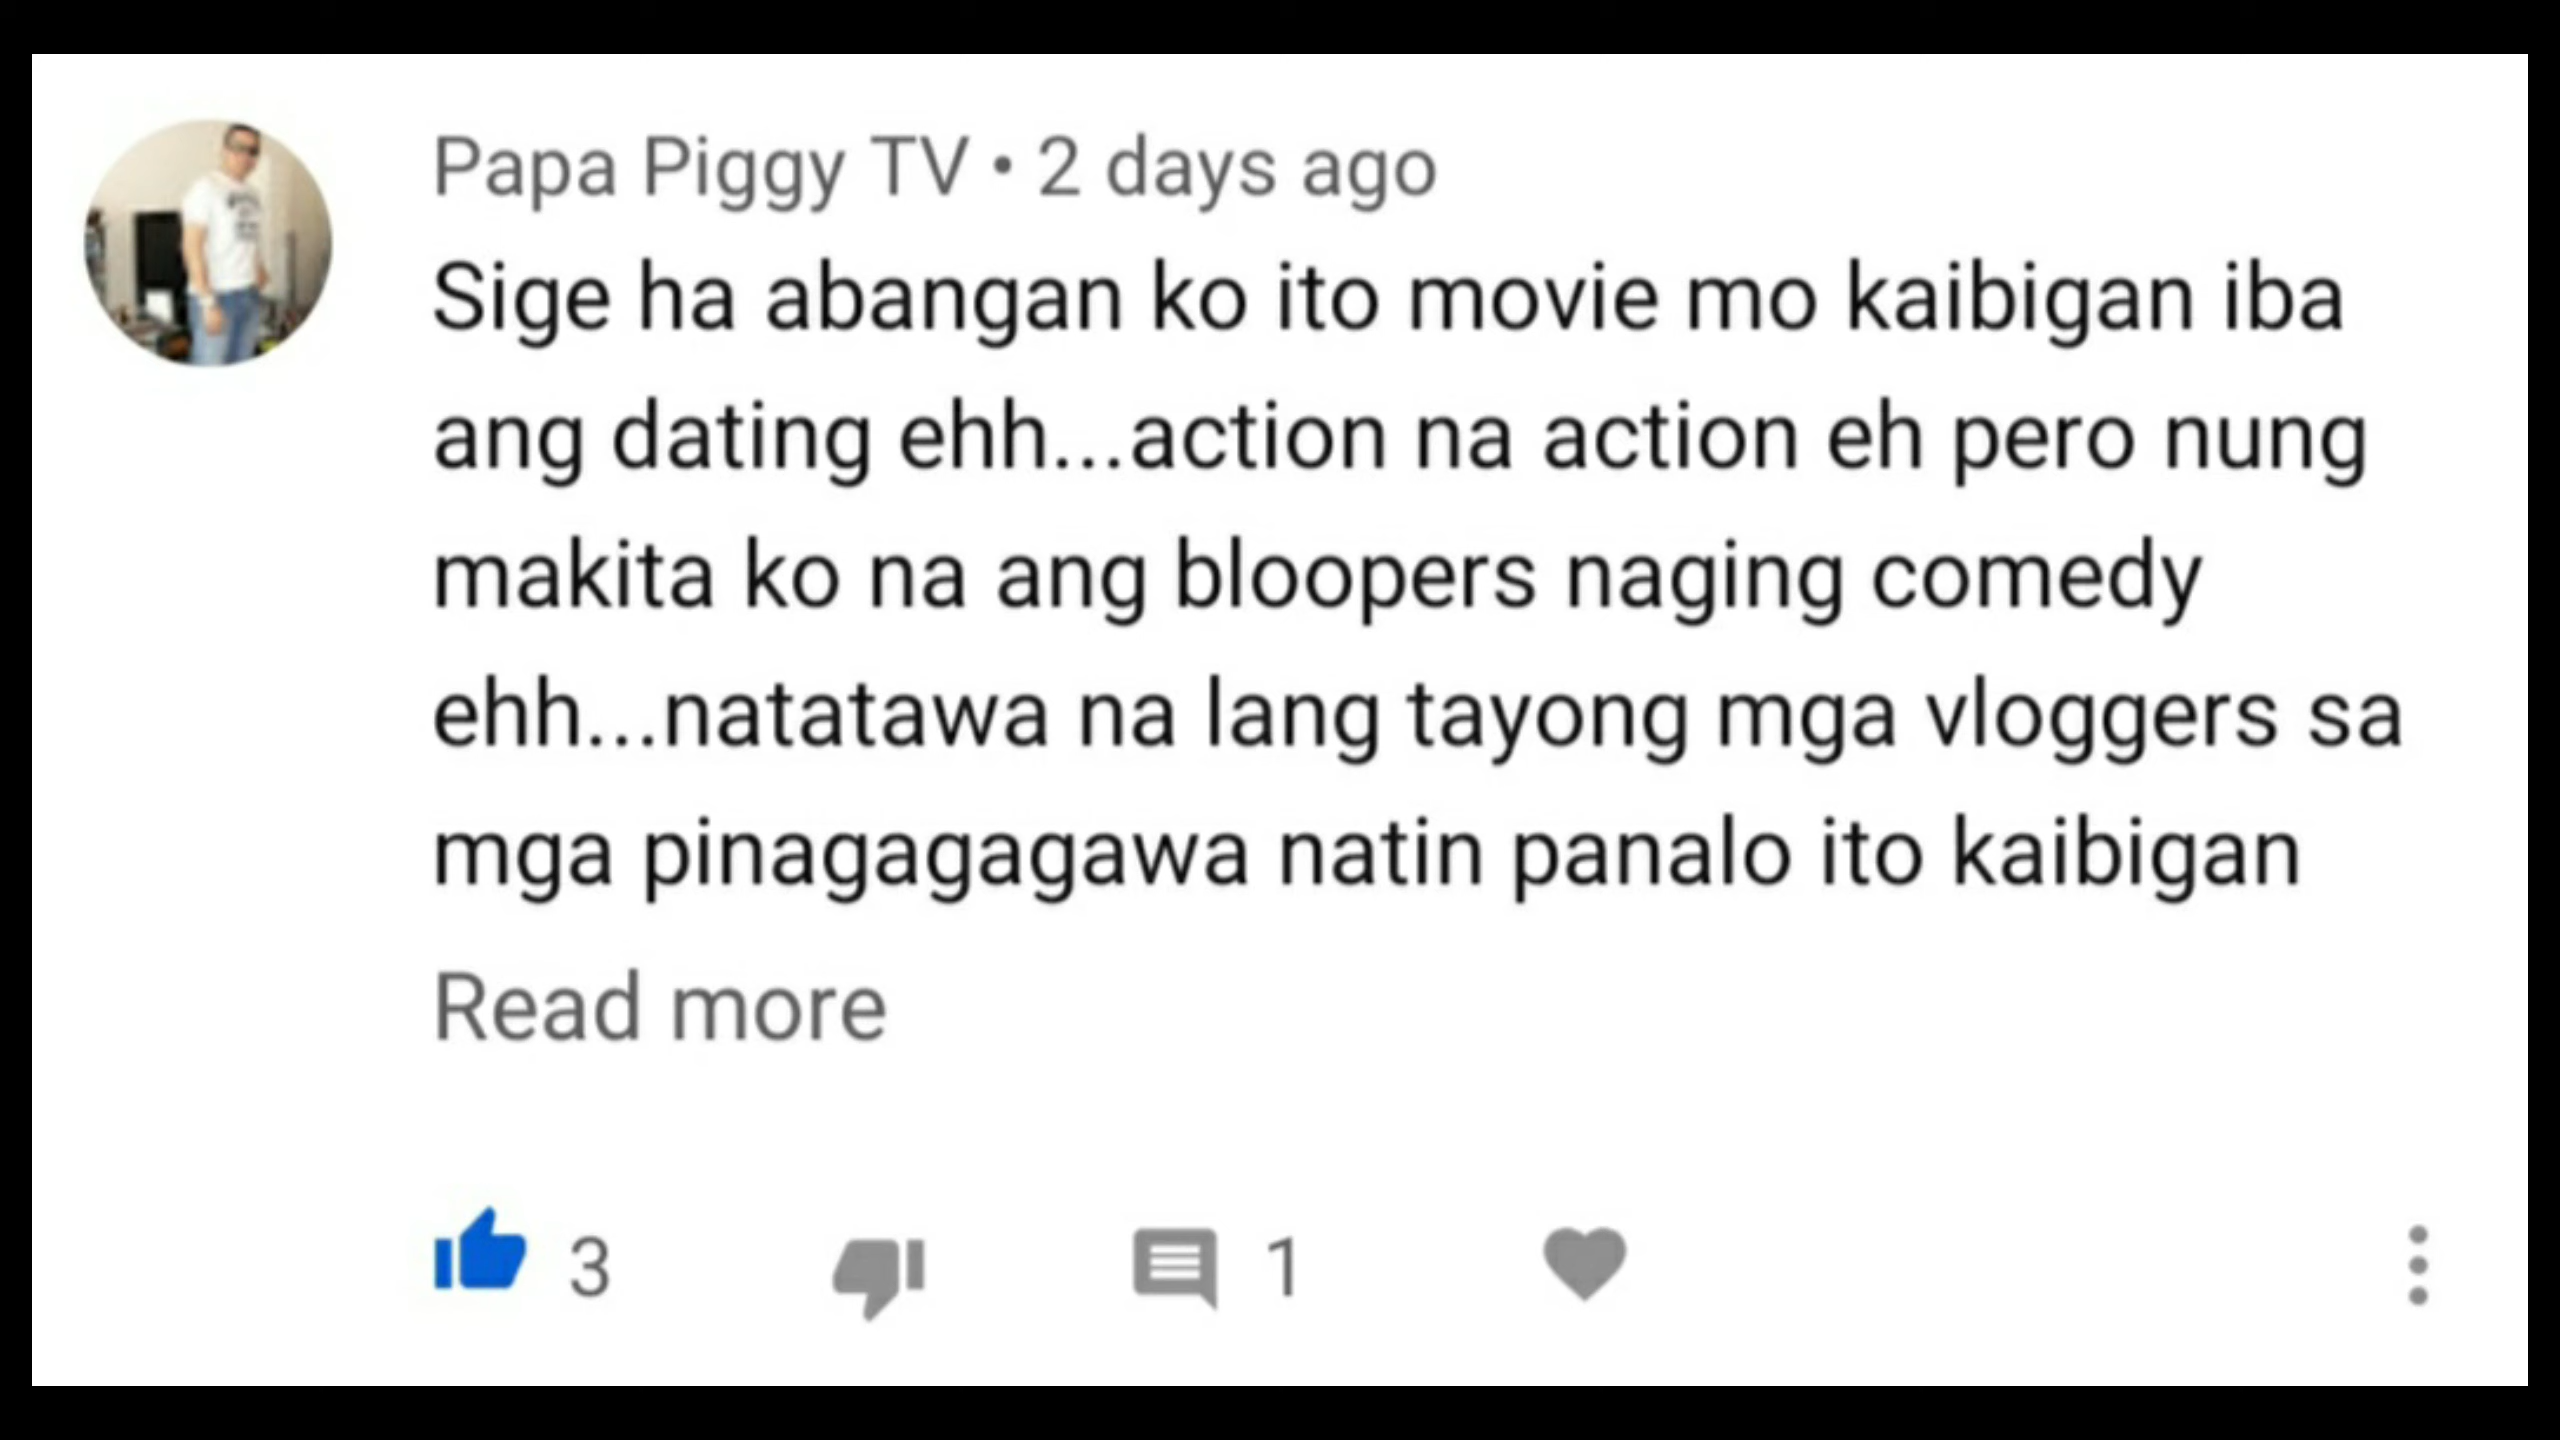 Papa Piggy TV • 2 days ago
Sige ha abangan ko ito movie mo kaibigan iba
ang dating ehh...action na action eh pero nung
makita ko na ang bloopers naging comedy
ehh...natatawa na lang tayong mga vloggers sa
mga pinagagagawa natin panalo ito kaibigan
Read more
3 1